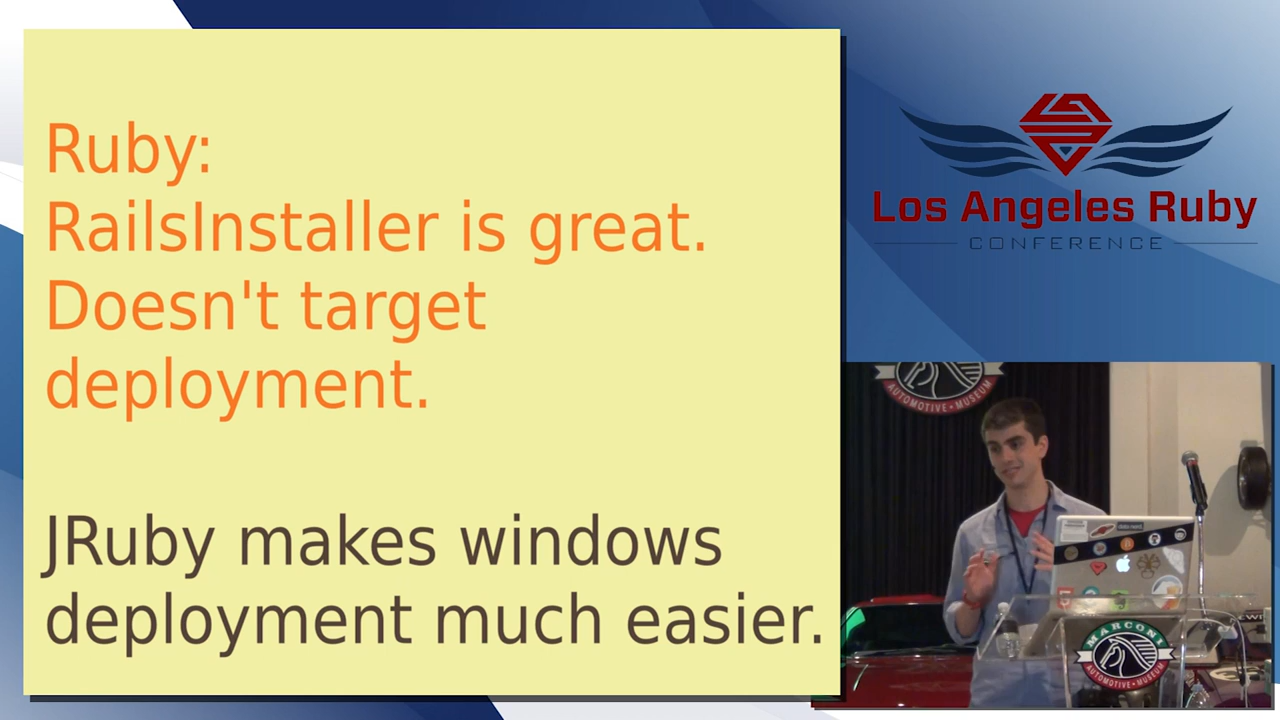 Ruby:
RailsInstaller is great.
Doesn't target
deployment.
JRuby makes windows
deployment much easier.
Los Angeles Ruby
CONFERENCE
AUTOMOTIVE • MUSEUM
MARCONI
AUTOMOTIVE • MUSEUM